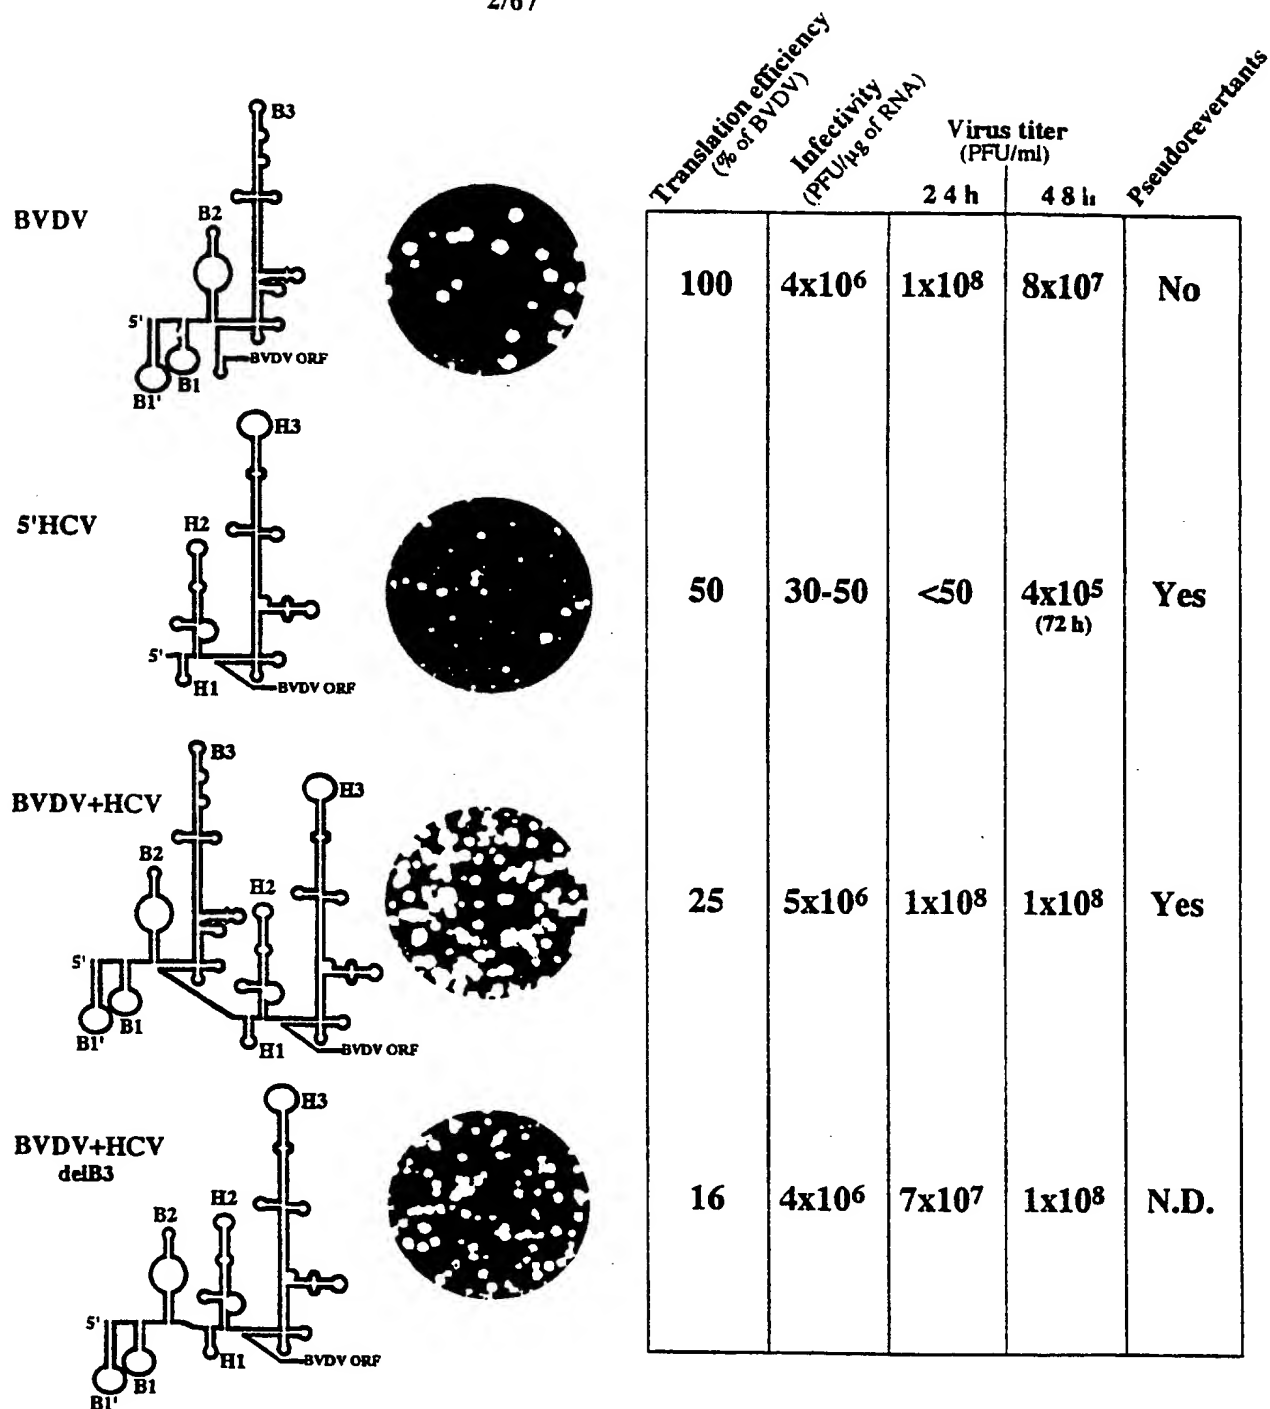 2/67
Translation efficiency
(% of BVDV)
Infectivity
(PFU/µg of RNA)
Virus titer
(PFU/ml)
24 h
48 h
Pseudorevertants
BVDV
B3
B2
5'
B1'
B1
BVDV ORF
100
4x10⁶
1x10⁸
8x10⁷
No
5'HCV
H3
H2
5'
H1
BVDV ORF
50
30-50
<50
4x10⁵
(72 h)
Yes
BVDV+HCV
B3
H3
B2
H2
5'
B1'
B1
H1
BVDV ORF
25
5x10⁶
1x10⁸
1x10⁸
Yes
BVDV+HCV
delB3
H3
B2
H2
5'
B1'
B1
H1
BVDV ORF
16
4x10⁶
7x10⁷
1x10⁸
N.D.